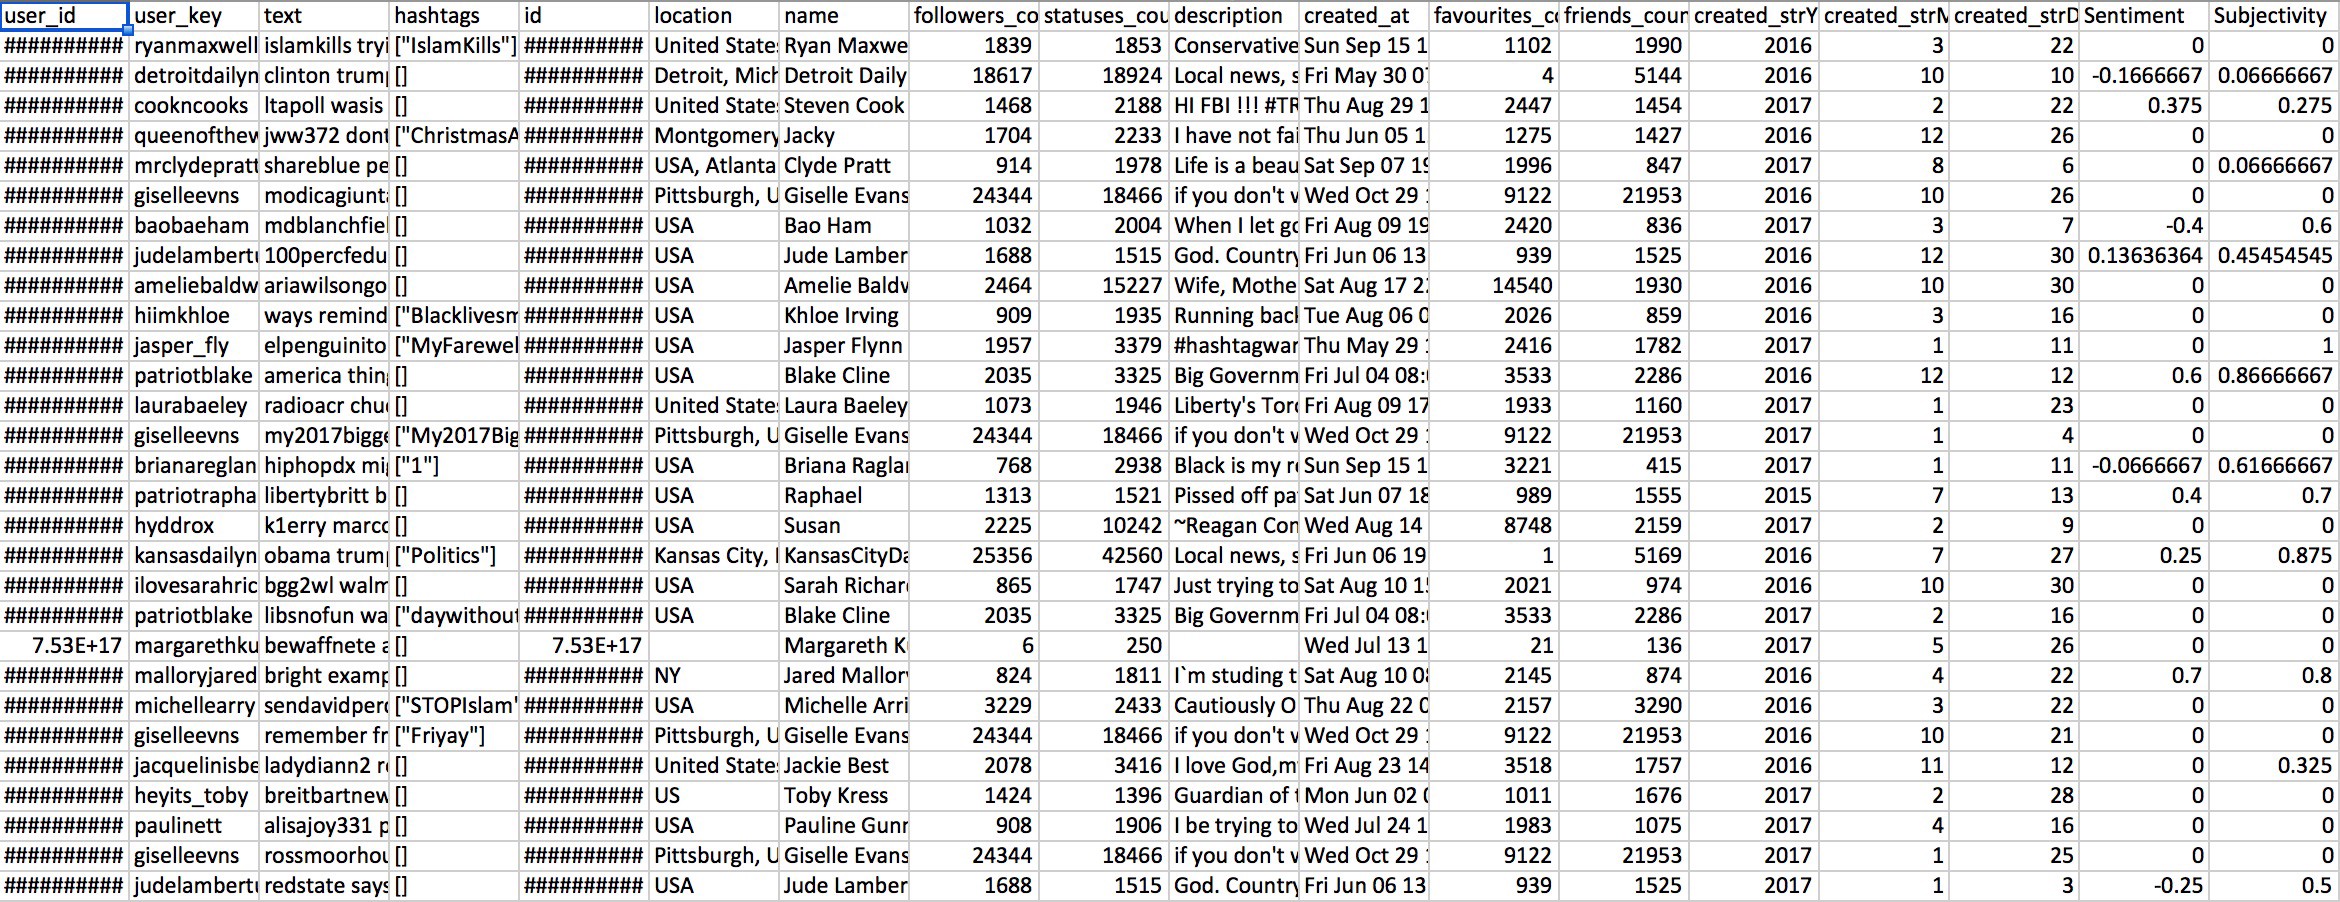 user_id user_key text hashtags id location name followers_co statuses_cou description created_at favourites_co friends_coun created_strY created_strM created_strD Sentiment Subjectivity
########## ryanmaxwell islamkills tryi ["IslamKills"] ########## United State Ryan Maxwe 1839 1853 Conservative Sun Sep 15 1 1102 1990 2016 3 22 0 0
########## detroitdailyn clinton trum [] ########## Detroit, Mich Detroit Daily 18617 18924 Local news, s Fri May 30 0 4 5144 2016 10 10 -0.1666667 0.06666667
########## cookncooks ltapoll wasis [] ########## United State Steven Cook 1468 2188 HI FBI !!! #TR Thu Aug 29 1 2447 1454 2017 2 22 0.375 0.275
########## queenofthew jww372 dont ["ChristmasA ########## Montgomery Jacky 1704 2233 I have not fai Thu Jun 05 1 1275 1427 2016 12 26 0 0
########## mrclydepratt shareblue pe [] ########## USA, Atlanta Clyde Pratt 914 1978 Life is a beau Sat Sep 07 19 1996 847 2017 8 6 0 0.06666667
########## giselleevns modicagiunt [] ########## Pittsburgh, U Giselle Evans 24344 18466 if you don't v Wed Oct 29 9122 21953 2016 10 26 0 0
########## baobaeham mdblanchfie [] ########## USA Bao Ham 1032 2004 When I let go Fri Aug 09 19 2420 836 2017 3 7 -0.4 0.6
########## judelambert 100percfedu [] ########## USA Jude Lamber 1688 1515 God. Country Fri Jun 06 13 939 1525 2016 12 30 0.13636364 0.45454545
########## ameliebaldw ariawilsongo [] ########## USA Amelie Baldv 2464 15227 Wife, Mothe Sat Aug 17 2 14540 1930 2016 10 30 0 0
########## hiimkhloe ways remind ["Blacklivesm ########## USA Khloe Irving 909 1935 Running back Tue Aug 06 0 2026 859 2016 3 16 0 0
########## jasper_fly elpenguinito ["MyFarewel ########## USA Jasper Flynn 1957 3379 #hashtagwar Thu May 29 2416 1782 2017 1 11 0 1
########## patriotblake america thin [] ########## USA Blake Cline 2035 3325 Big Governm Fri Jul 04 08: 3533 2286 2016 12 12 0.6 0.86666667
########## laurabaeley radioacr chu [] ########## United State Laura Baeley 1073 1946 Liberty's Torc Fri Aug 09 17 1933 1160 2017 1 23 0 0
########## giselleevns my2017bigge ["My2017Big ########## Pittsburgh, U Giselle Evans 24344 18466 if you don't v Wed Oct 29 9122 21953 2017 1 4 0 0
########## brianareglan hiphopdx mi ["1"] ########## USA Briana Raglar 768 2938 Black is my r Sun Sep 15 1 3221 415 2017 1 11 -0.0666667 0.61666667
########## patriotrapha libertybritt b [] ########## USA Raphael 1313 1521 Pissed off pa Sat Jun 07 18 989 1555 2015 7 13 0.4 0.7
########## hyddrox k1erry marco [] ########## USA Susan 2225 10242 ~Reagan Con Wed Aug 14 8748 2159 2017 2 9 0 0
########## kansasdailyn obama trum ["Politics"] ########## Kansas City, KansasCityDa 25356 42560 Local news, s Fri Jun 06 19 1 5169 2016 7 27 0.25 0.875
########## ilovesarahric bgg2wl walm [] ########## USA Sarah Richar 865 1747 Just trying to Sat Aug 10 1 2021 974 2016 10 30 0 0
########## patriotblake libsnofun wa ["daywithout ########## USA Blake Cline 2035 3325 Big Governm Fri Jul 04 08: 3533 2286 2017 2 16 0 0
7.53E+17 margarethku bewaffnete a [] 7.53E+17 Margareth K 6 250 Wed Jul 13 1 21 136 2017 5 26 0 0
########## malloryjared bright examp [] ########## NY Jared Mallor 824 1811 I`m studing t Sat Aug 10 0 2145 874 2016 4 22 0.7 0.8
########## michellearry sendavidperd ["STOPIslam" ########## USA Michelle Arri 3229 2433 Cautiously O Thu Aug 22 0 2157 3290 2016 3 22 0 0
########## giselleevns remember fr ["Friyay"] ########## Pittsburgh, U Giselle Evans 24344 18466 if you don't v Wed Oct 29 9122 21953 2016 10 21 0 0
########## jacquelinisbe ladydiann2 r [] ########## United State Jackie Best 2078 3416 I love God,m Fri Aug 23 14 3518 1757 2016 11 12 0 0.325
########## heyits_toby breitbartnew [] ########## US Toby Kress 1424 1396 Guardian of t Mon Jun 02 0 1011 1676 2017 2 28 0 0
########## paulinett alisajoy331 p [] ########## USA Pauline Gunr 908 1906 I be trying to Wed Jul 24 1 1983 1075 2017 4 16 0 0
########## giselleevns rossmoorhou [] ########## Pittsburgh, U Giselle Evans 24344 18466 if you don't v Wed Oct 29 9122 21953 2017 1 25 0 0
########## judelambert redstate says [] ########## USA Jude Lamber 1688 1515 God. Country Fri Jun 06 13 939 1525 2017 1 3 -0.25 0.5